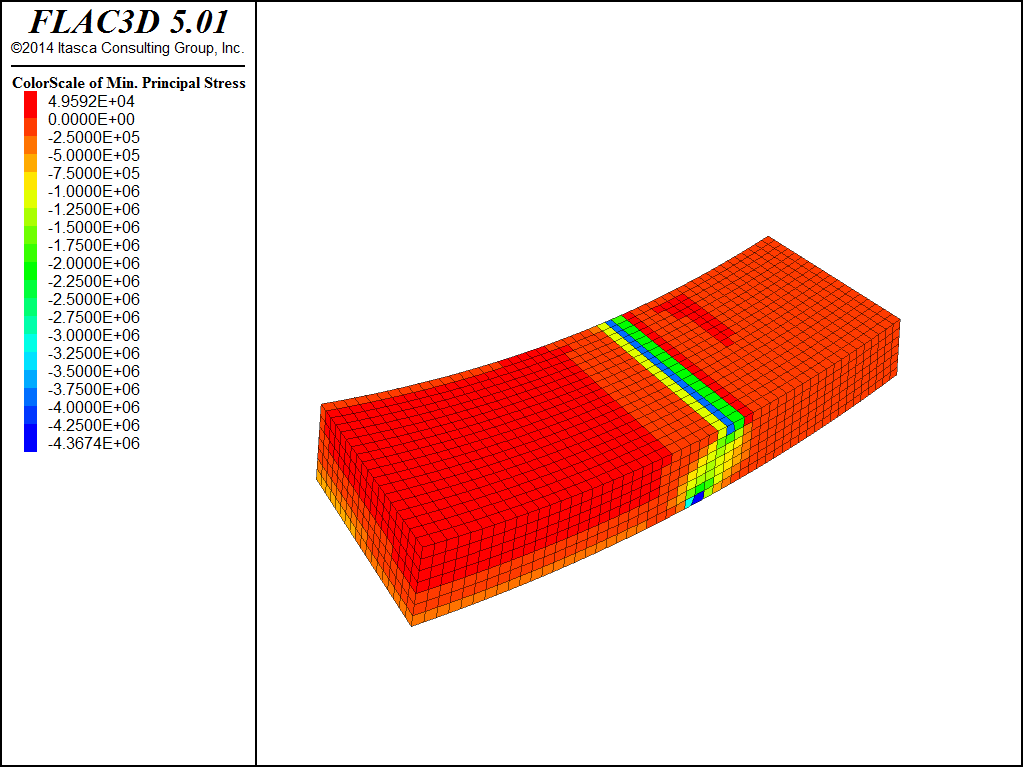 FLAC3D 5.01
©2014 Itasca Consulting Group, Inc.
ColorScale of Min. Principal Stress
4.9592E+04
0.0000E+00
-2.5000E+05
-5.0000E+05
-7.5000E+05
-1.0000E+06
-1.2500E+06
-1.5000E+06
-1.7500E+06
-2.0000E+06
-2.2500E+06
-2.5000E+06
-2.7500E+06
-3.0000E+06
-3.2500E+06
-3.5000E+06
-3.7500E+06
-4.0000E+06
-4.2500E+06
-4.3674E+06